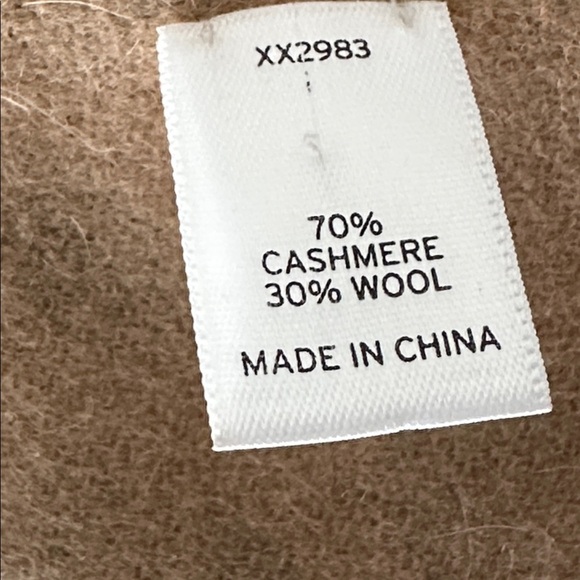 XX2983
70%
CASHMERE
30% WOOL
MADE IN CHINA